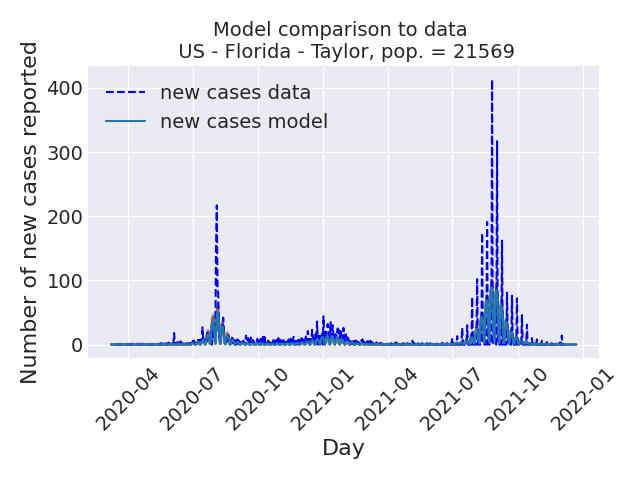 Model comparison to data
US - Florida - Taylor, pop. = 21569
Number of new cases reported
400
300
200
100
0
new cases data
new cases model
2020-04
2020-07
2020-10
2021-01
2021-04
2021-07
2021-10
2022-01
Day